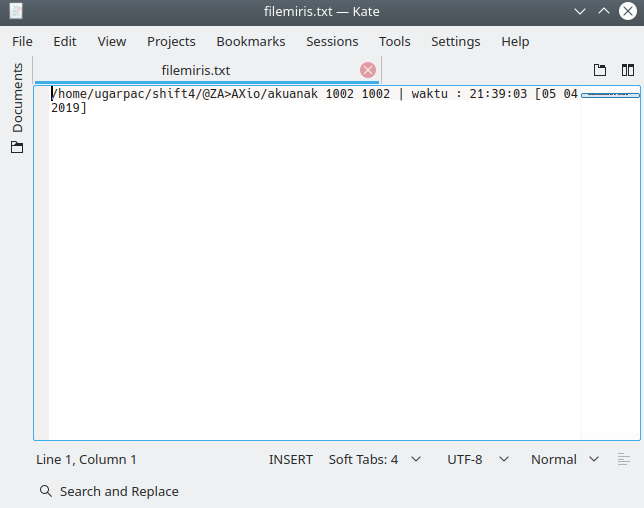 filemiris.txt — Kate
File Edit View Projects Bookmarks Sessions Tools Settings Help
Documents
filemiris.txt
/home/ugarpac/shift4/@ZA>AXio/akuanak 1002 1002 | waktu : 21:39:03 [05 04
2019]
Line 1, Column 1 INSERT Soft Tabs: 4 UTF-8 Normal
Search and Replace